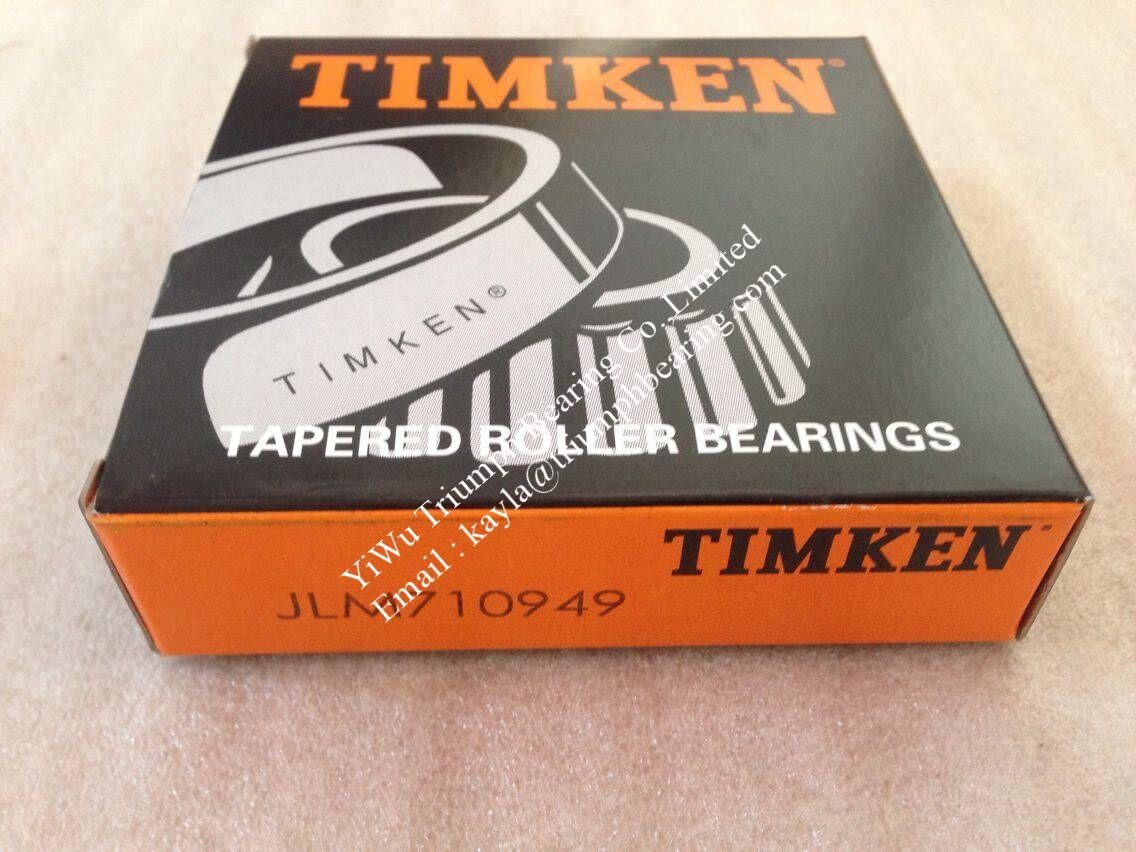 TIMKEN®
TIMKEN®
TAPERED ROLLER BEARINGS
YiWu Triumph Bearing Co.,Limited
Email : kayla@triumphbearing.com
TIMKEN®
JLM710949